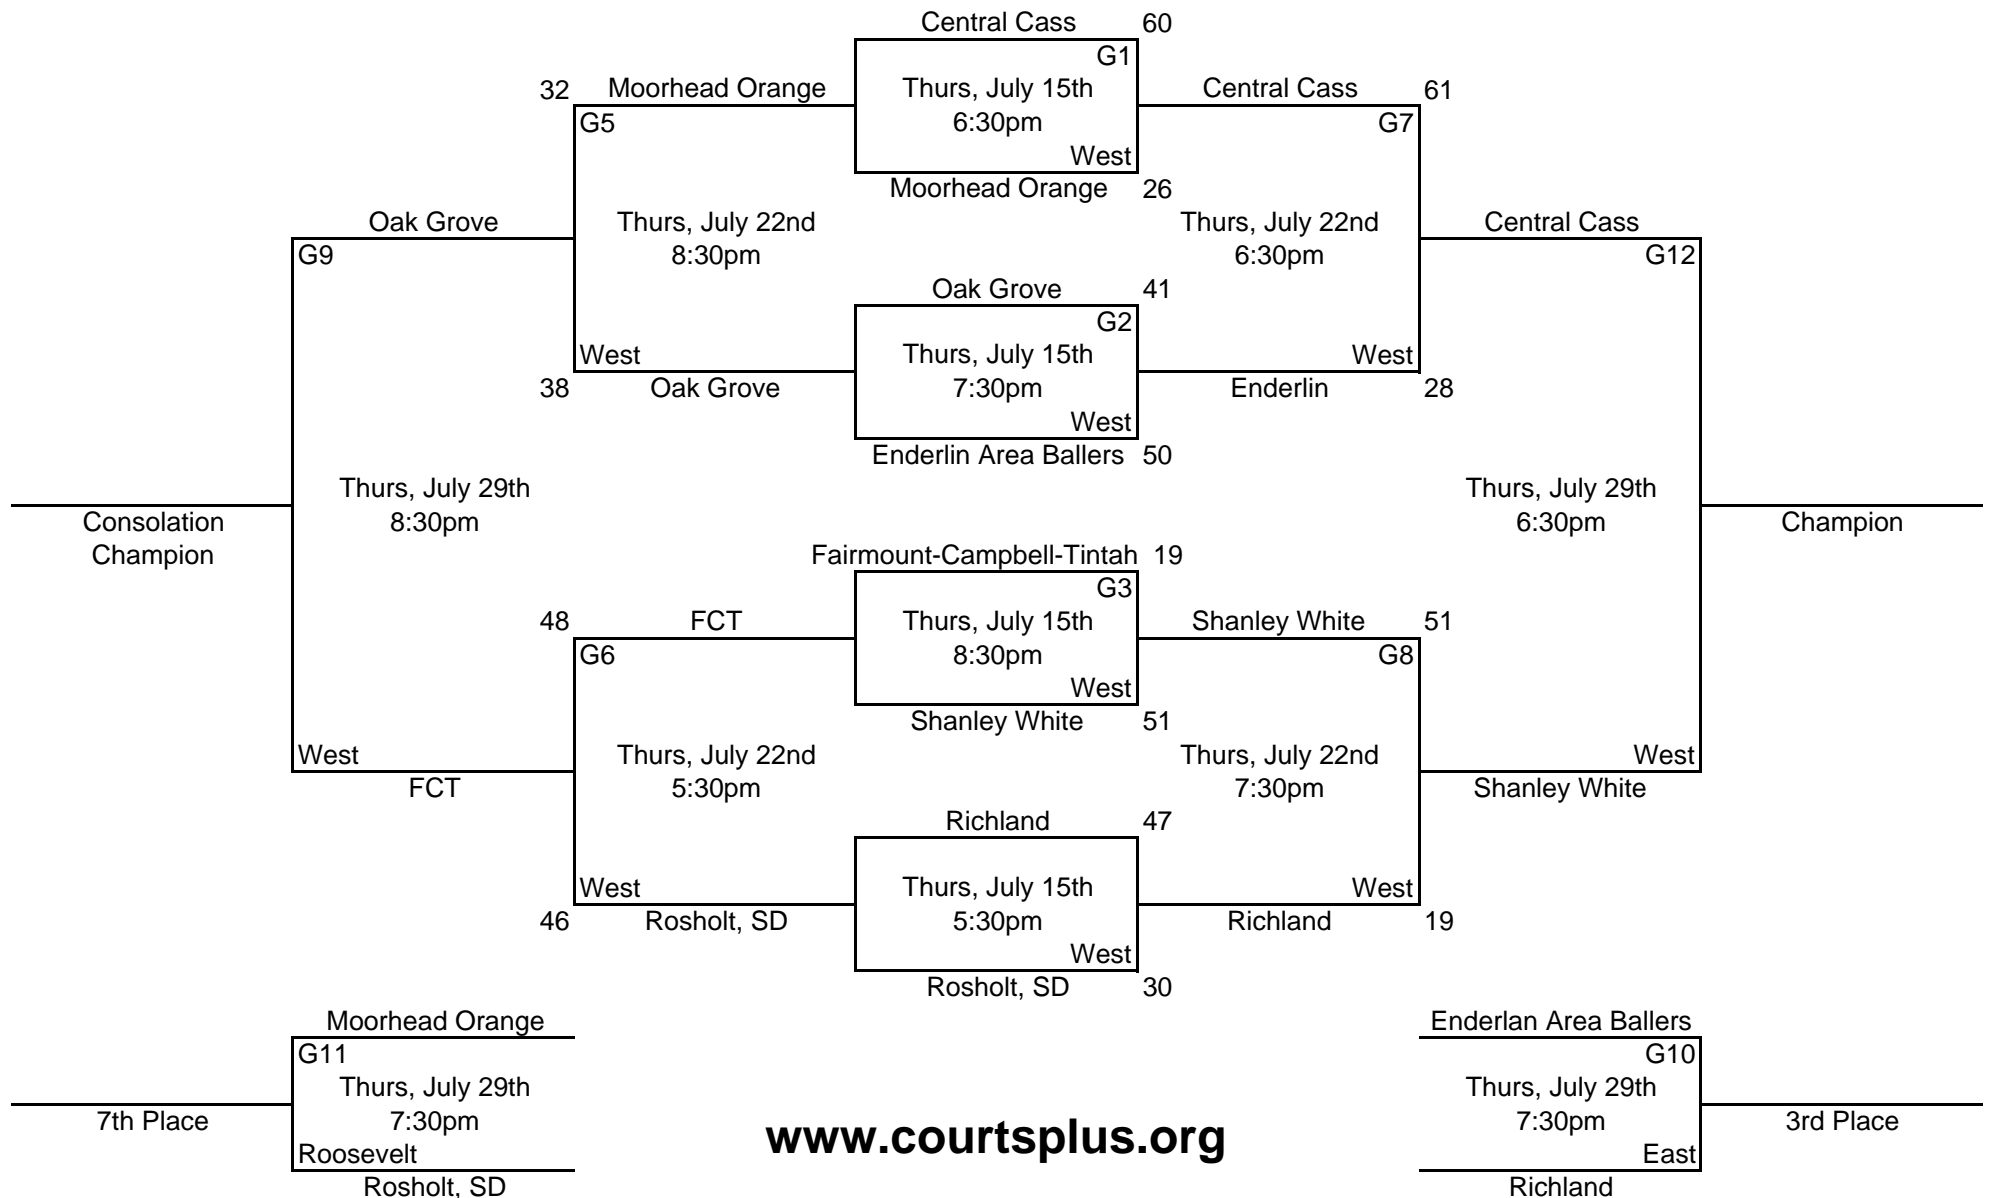 Central Cass 60
G1
32 Moorhead Orange Thurs, July 15th Central Cass 61
G5 6:30pm G7
West
Moorhead Orange 26
Oak Grove Thurs, July 22nd Thurs, July 22nd Central Cass
G9 8:30pm 6:30pm G12
Oak Grove 41
G2
West Thurs, July 15th West
38 Oak Grove 7:30pm Enderlin 28
West
Enderlin Area Ballers 50
Thurs, July 29th Thurs, July 29th
Consolation 8:30pm 6:30pm Champion
Champion Fairmount-Campbell-Tintah 19
G3
48 FCT Thurs, July 15th Shanley White 51
G6 8:30pm G8
West
Shanley White 51
West Thurs, July 22nd Thurs, July 22nd West
FCT 5:30pm 7:30pm Shanley White
Richland 47
West Thurs, July 15th West
46 Rosholt, SD 5:30pm Richland 19
West
Rosholt, SD 30
Moorhead Orange Enderlan Area Ballers
G11 G10
Thurs, July 29th Thurs, July 29th
7th Place 7:30pm www.courtsplus.org 7:30pm 3rd Place
Roosevelt East
Rosholt, SD Richland